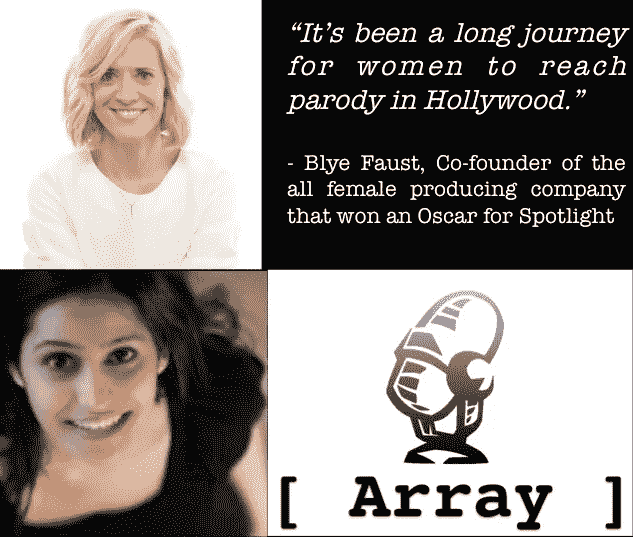 “It’s been a long journey
for women to reach
parody in Hollywood.”
- Blye Faust, Co-founder of the
all female producing company
that won an Oscar for Spotlight
[ Array ]